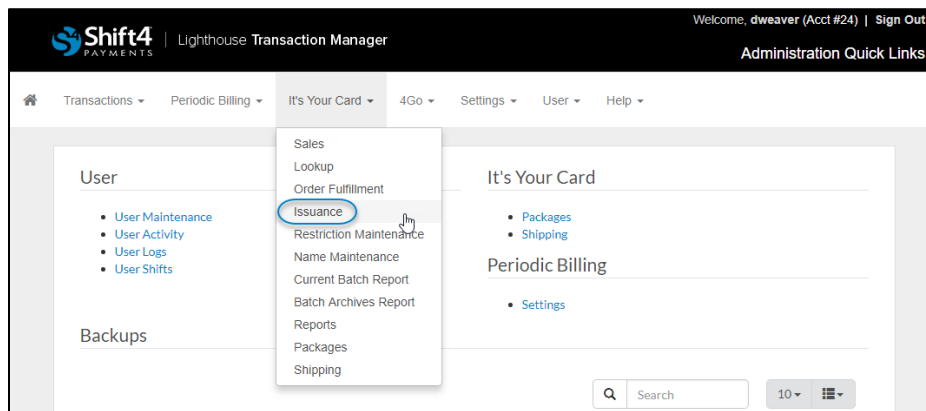 Welcome, dweaver (Acct #24) | Sign Out
Shift4 PAYMENTS | Lighthouse Transaction Manager
Administration Quick Links
Transactions Periodic Billing It's Your Card 4Go Settings User Help
Sales
Lookup
Order Fulfillment
Issuance
Restriction Maintenance
Name Maintenance
Current Batch Report
Batch Archives Report
Reports
Packages
Shipping
User
User Maintenance
User Activity
User Logs
User Shifts
Backups
It's Your Card
Packages
Shipping
Periodic Billing
Settings
Search
10